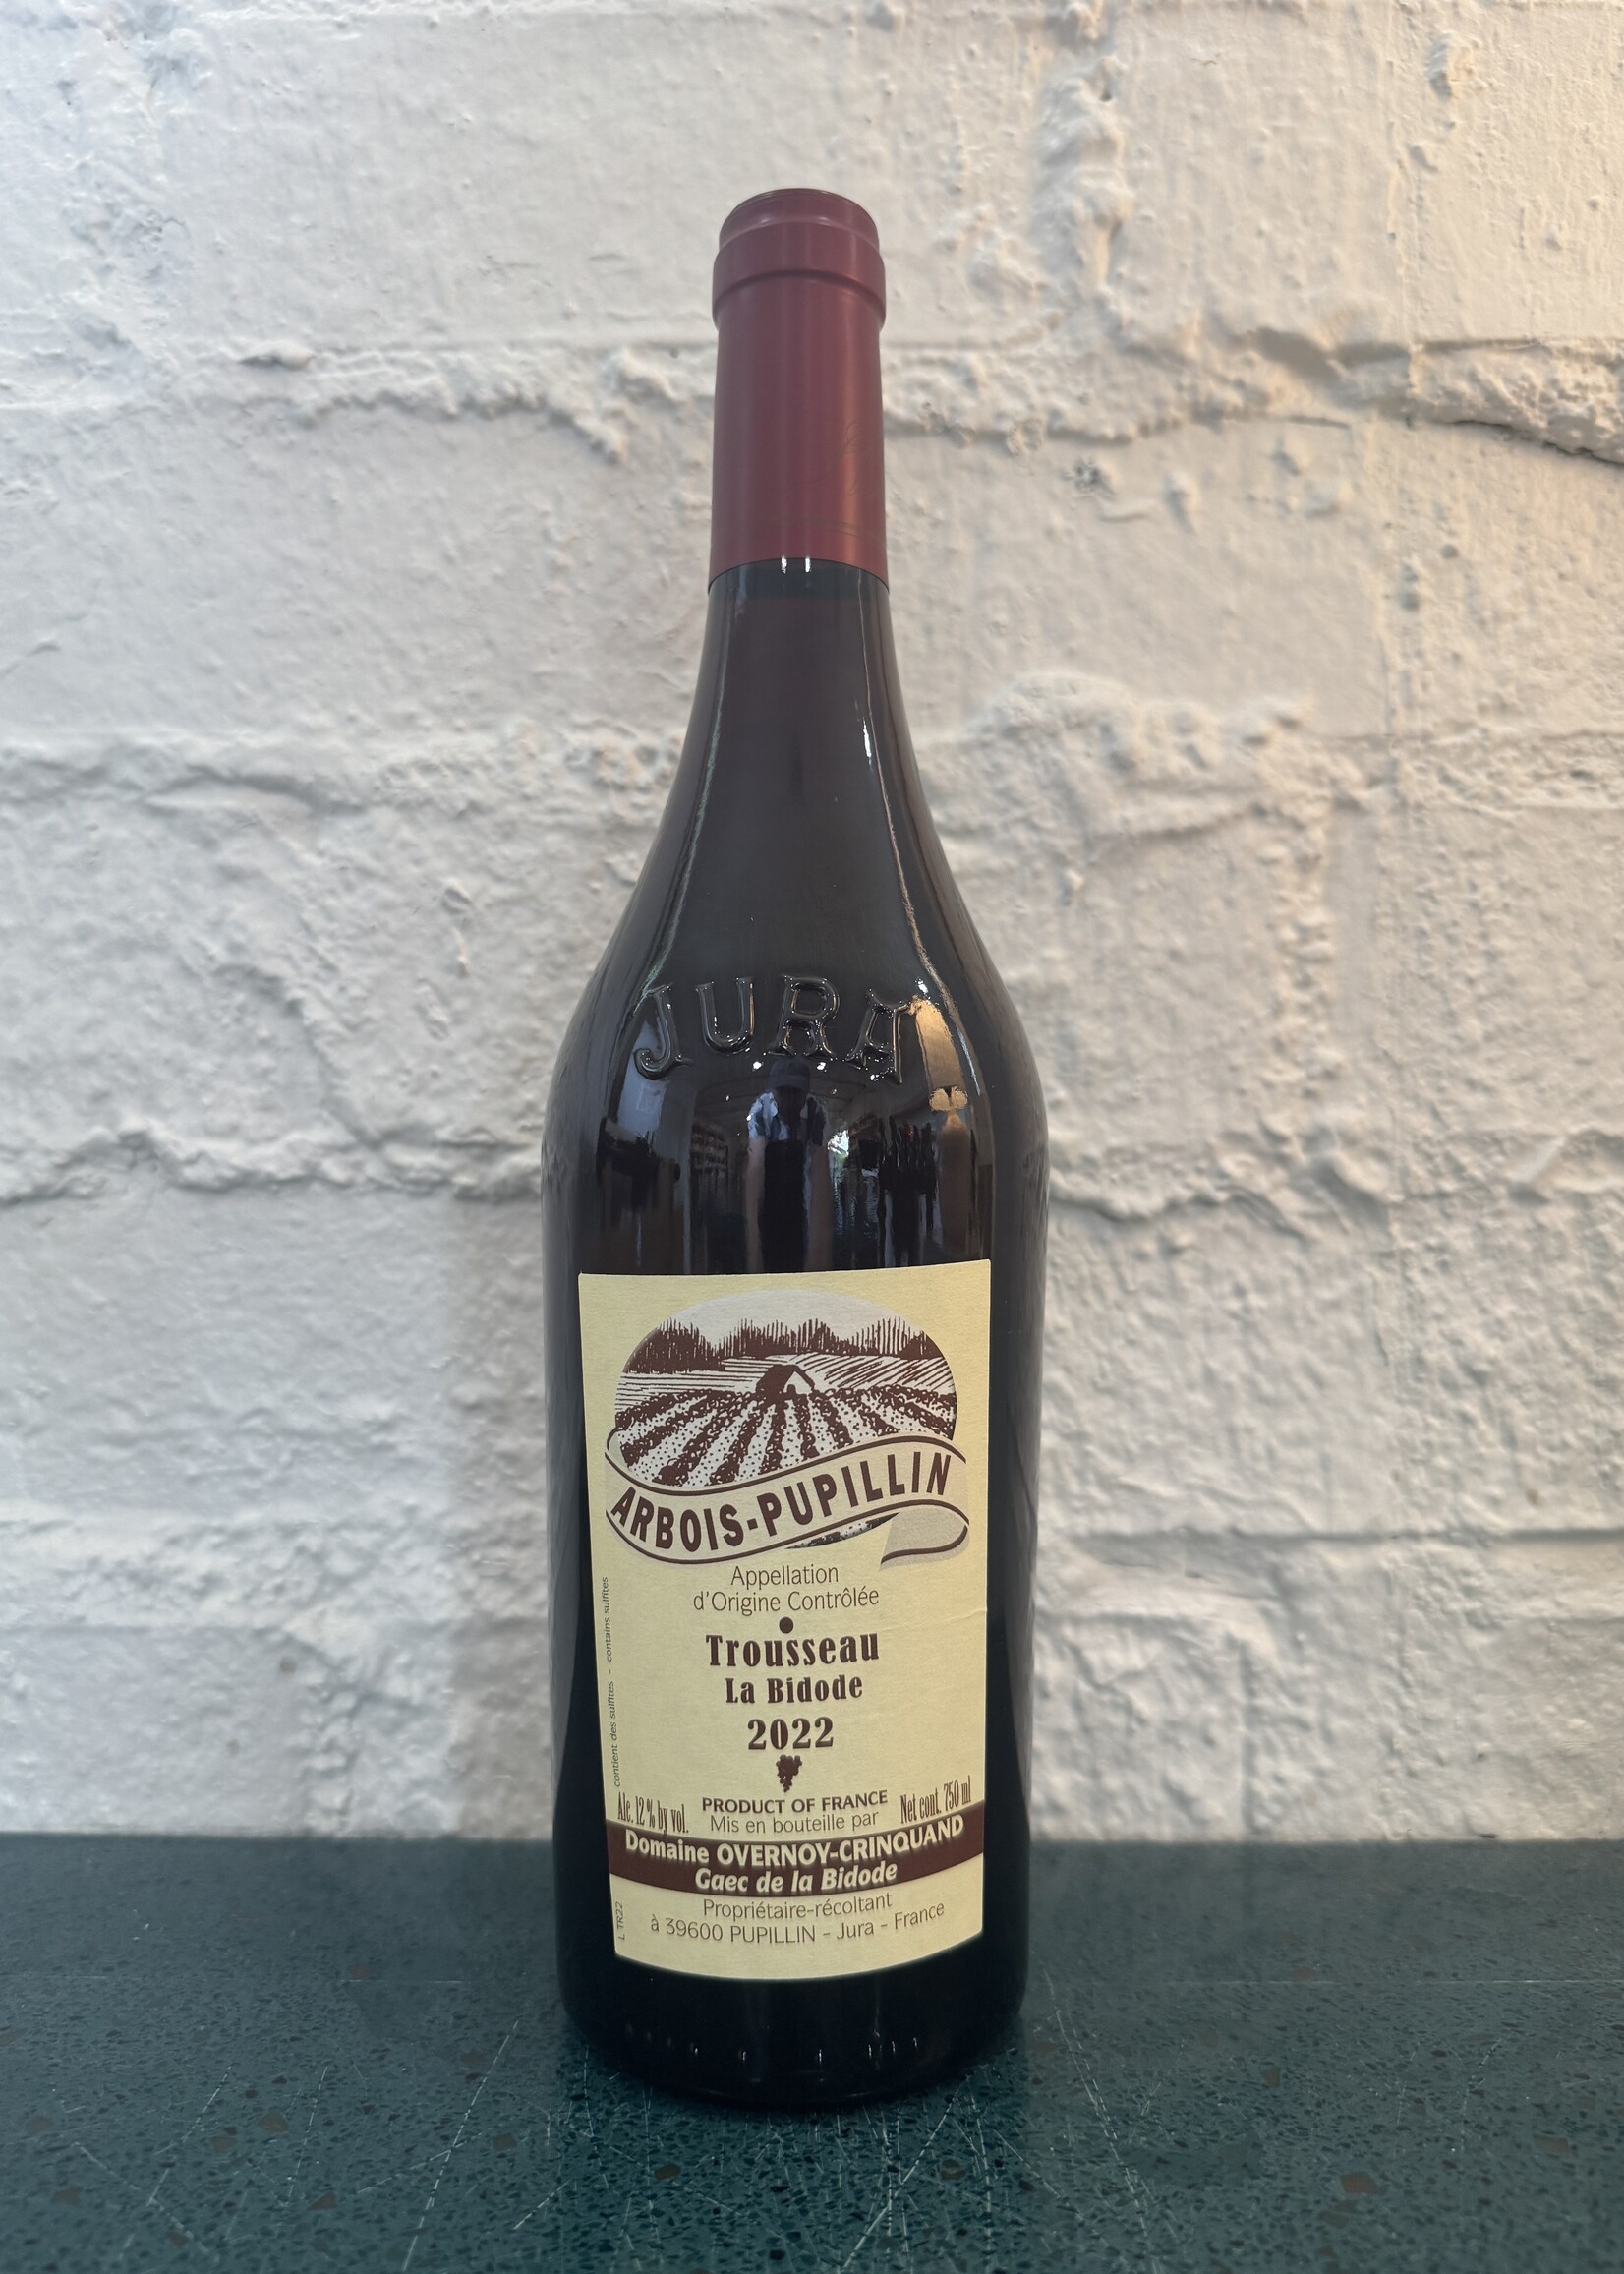 JURA
ARBOIS-PUPILLIN
Appellation
d'Origine Contrôlée
Trousseau
La Bidode
2022
contient des sulfites - contains sulfites
Alc. 12 % by vol.
PRODUCT OF FRANCE
Net cont. 750 ml
Mis en bouteille par
Domaine OVERNOY-CRINQUAND
Gaec de la Bidode
Propriétaire-récoltant
à 39600 PUPILLIN - Jura - France
L TR22